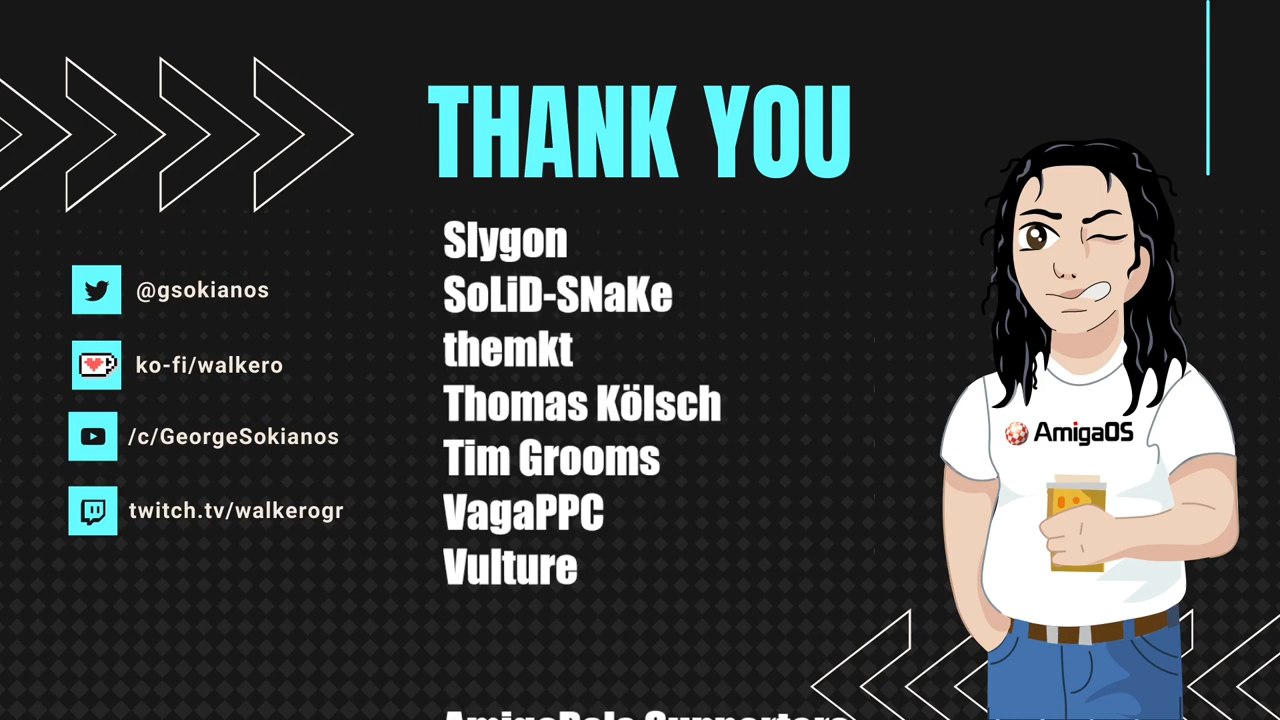 THANK YOU
@gsokianos
ko-fi/walkero
/c/GeorgeSokianos
twitch.tv/walkerogr
Slygon
SoLiD-SNaKe
themkt
Thomas Kölsch
Tim Grooms
VagaPPC
Vulture
AmigaOS